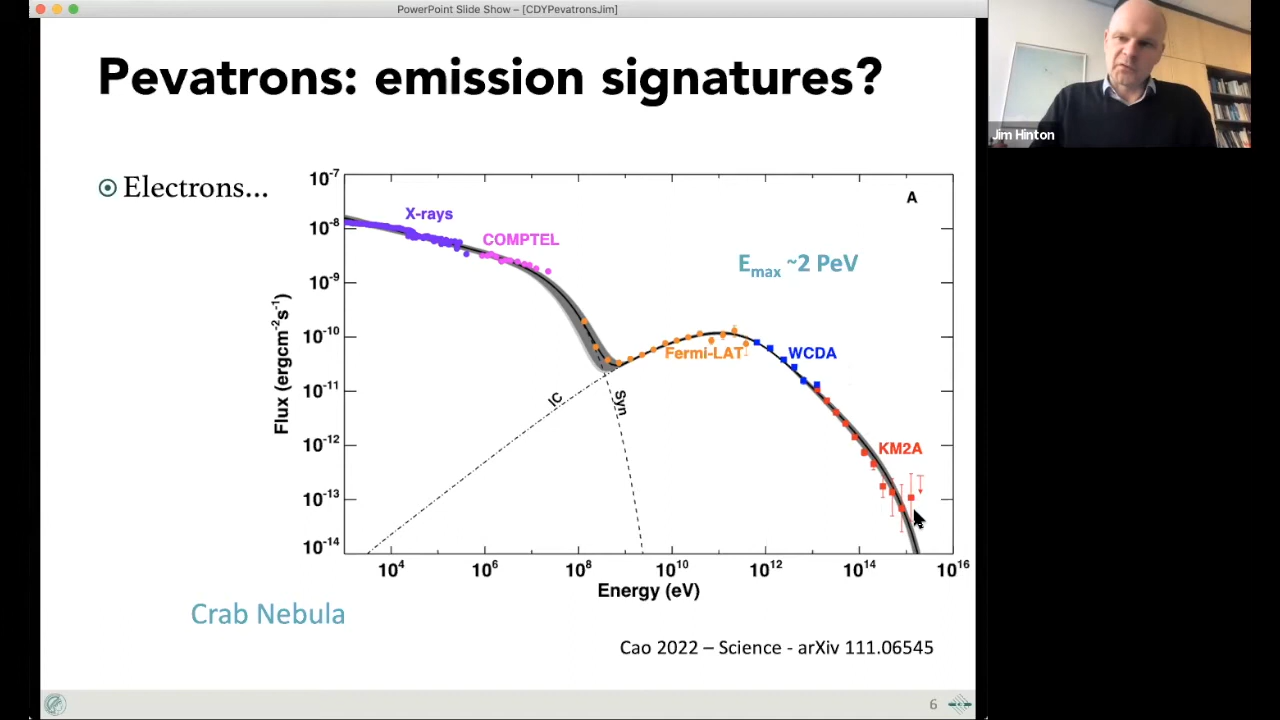 PowerPoint Slide Show – [CDYPevatronsJim]
Pevatrons: emission signatures?
Jim Hinton
Electrons...
10^-7
A
X-rays
10^-8
COMPTEL
E_max ~2 PeV
10^-9
10^-10
Fermi-LAT
WCDA
10^-11
IC
Syn
Flux (ergcm^-2s^-1)
10^-12
KM2A
10^-13
10^-14
10^4 10^6 10^8 10^10 10^12 10^14 10^16
Energy (eV)
Crab Nebula
Cao 2022 – Science - arXiv 111.06545
6